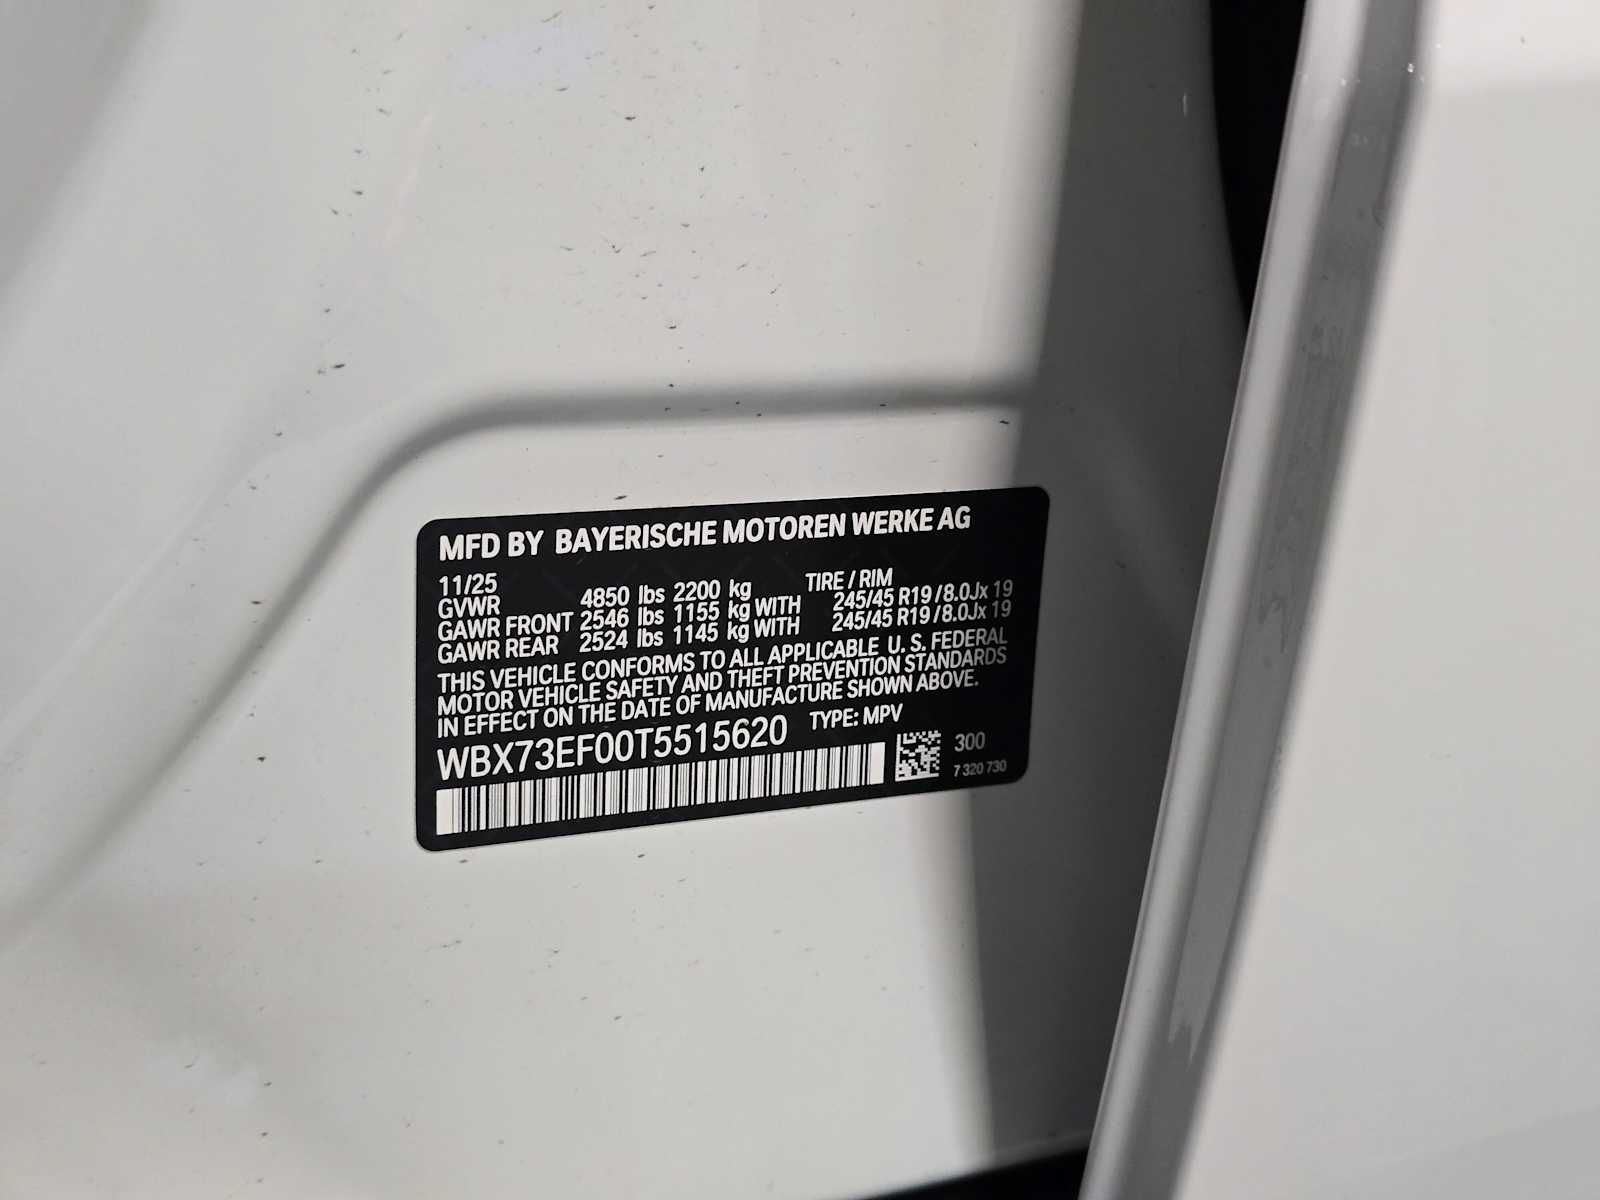 MFD BY BAYERISCHE MOTOREN WERKE AG
11/25 TIRE / RIM
GVWR 4850 lbs 2200 kg
GAWR FRONT 2546 lbs 1155 kg WITH 245/45 R19 / 8.0Jx 19
GAWR REAR 2524 lbs 1145 kg WITH 245/45 R19 / 8.0Jx 19
THIS VEHICLE CONFORMS TO ALL APPLICABLE U. S. FEDERAL
MOTOR VEHICLE SAFETY AND THEFT PREVENTION STANDARDS
IN EFFECT ON THE DATE OF MANUFACTURE SHOWN ABOVE.
WBX73EF00T5515620 TYPE: MPV
300
7 320 730